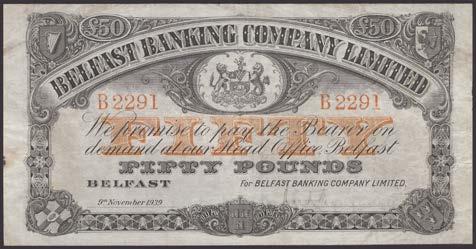 £50 £50
BELFAST BANKING COMPANY LIMITED
B 2291 B 2291
FIFTY
We promise to pay the Bearer on
demand at our Head Office Belfast
FIFTY POUNDS
BELFAST For BELFAST BANKING COMPANY LIMITED.
9th November 1939